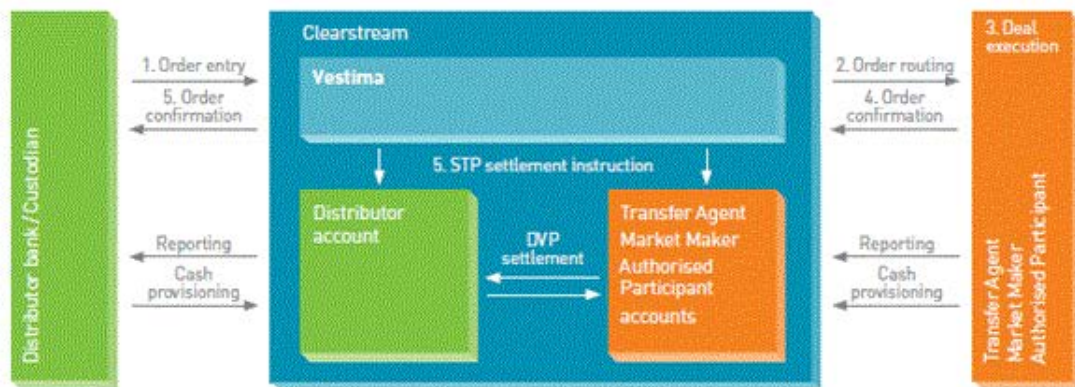 Distributor bank/Custodian
1. Order entry
5. Order
confirmation
Reporting
Cash
provisioning
Clearstream
Vestima
5. STP settlement instruction
Distributor
account
DVP
settlement
Transfer Agent
Market Maker
Authorised
Participant
accounts
2. Order routing
4. Order
confirmation
Reporting
Cash
provisioning
3. Deal
execution
Transfer Agent
Market Maker
Authorised Participant